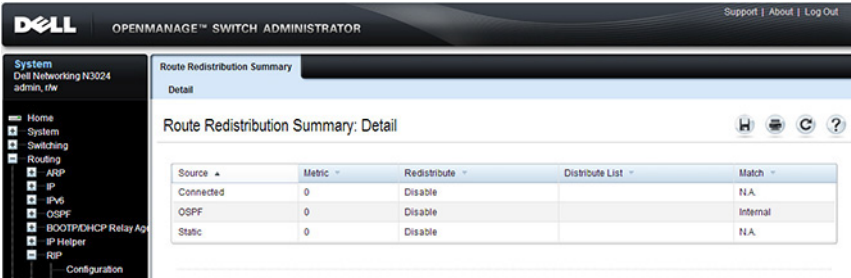 Support | About | Log Out
DELL OPENMANAGE™ SWITCH ADMINISTRATOR
System
Dell Networking N3024
admin, r/w
Home
System
Switching
Routing
ARP
IP
IPv6
OSPF
BOOTP/DHCP Relay Age
IP Helper
RIP
Configuration
Route Redistribution Summary
Detail
Route Redistribution Summary: Detail
Source Metric Redistribute Distribute List Match
Connected 0 Disable N.A.
OSPF 0 Disable Internal
Static 0 Disable N.A.